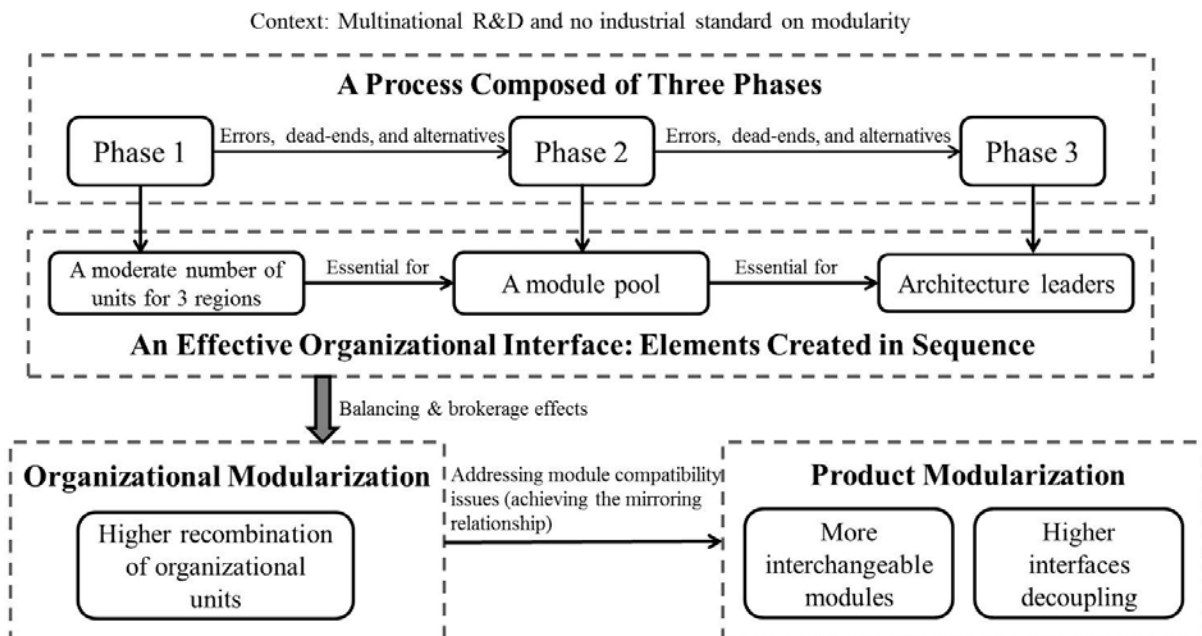 Context: Multinational R&D and no industrial standard on modularity
A Process Composed of Three Phases
Phase 1
Errors, dead-ends, and alternatives
Phase 2
Errors, dead-ends, and alternatives
Phase 3
A moderate number of
units for 3 regions
Essential for
A module pool
Essential for
Architecture leaders
An Effective Organizational Interface: Elements Created in Sequence
Balancing & brokerage effects
Organizational Modularization
Higher recombination
of organizational
units
Addressing module compatibility
issues (achieving the mirroring
relationship)
Product Modularization
More
interchangeable
modules
Higher
interfaces
decoupling